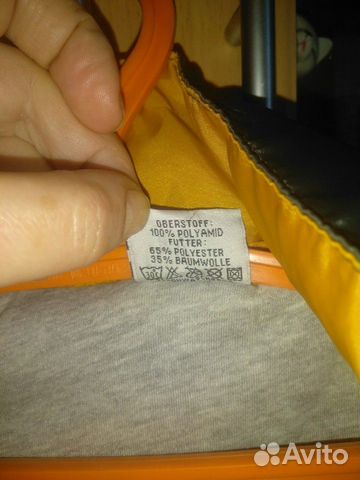 OBERSTOFF:
100% POLYAMID
FUTTER:
65% POLYESTER
35% BAUMWOLLE
Avito